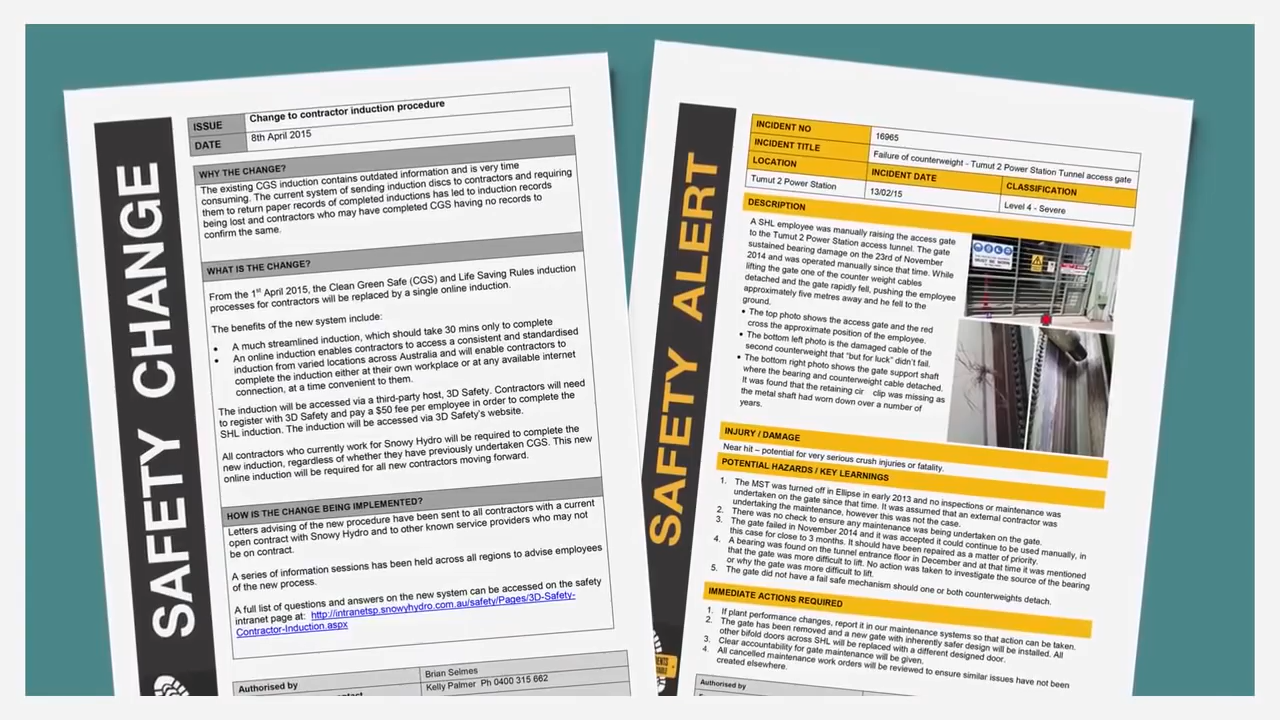 SAFETY CHANGE
ISSUE
Change to contractor induction procedure
DATE
8th April 2015
WHY THE CHANGE?
The existing CGS induction contains outdated information and is very time
consuming. The current system of sending induction discs to contractors and requiring
them to return paper records of completed inductions has led to induction records
being lost and contractors who may have completed CGS having no records to
confirm the same.
WHAT IS THE CHANGE?
From the 1st April 2015, the Clean Green Safe (CGS) and Life Saving Rules induction
processes for contractors will be replaced by a single online induction.
The benefits of the new system include:
• A much streamlined induction, which should take 30 mins only to complete
• An online induction enables contractors to access a consistent and standardised
induction from varied locations across Australia and will enable contractors to
complete the induction either at their own workplace or at any available internet
connection, at a time convenient to them.
The induction will be accessed via a third-party host, 3D Safety. Contractors will need
to register with 3D Safety and pay a $50 fee per employee in order to complete the
SHL induction. The induction will be accessed via 3D Safety's website.
All contractors who currently work for Snowy Hydro will be required to complete the
new induction, regardless of whether they have previously undertaken CGS. This new
online induction will be required for all new contractors moving forward.
HOW IS THE CHANGE BEING IMPLEMENTED?
Letters advising of the new procedure have been sent to all contractors with a current
open contract with Snowy Hydro and to other known service providers who may not
be on contract.
A series of information sessions has been held across all regions to advise employees
of the new process.
A full list of questions and answers on the new system can be accessed on the safety
intranet page at: http://intranetsp.snowyhydro.com.au/safety/Pages/3D-Safety-
Contractor-Induction.aspx
Authorised by
Brian Selmes
Kelly Palmer Ph 0400 315 662
SAFETY ALERT
INCIDENT NO
16965
INCIDENT TITLE
Failure of counterweight - Tumut 2 Power Station Tunnel access gate
LOCATION
INCIDENT DATE
CLASSIFICATION
Tumut 2 Power Station
13/02/15
Level 4 - Severe
DESCRIPTION
A SHL employee was manually raising the access gate
to the Tumut 2 Power Station access tunnel. The gate
sustained bearing damage on the 23rd of November
2014 and was operated manually since that time. While
lifting the gate one of the counter weight cables
detached and the gate rapidly fell, pushing the employee
approximately five metres away and he fell to the
ground.
• The top photo shows the access gate and the red
cross the approximate position of the employee.
• The bottom left photo is the damaged cable of the
second counterweight that "but for luck" didn't fail.
• The bottom right photo shows the gate support shaft
where the bearing and counterweight cable detached.
It was found that the retaining cir clip was missing as
the metal shaft had worn down over a number of
years.
INJURY / DAMAGE
Near hit – potential for very serious crush injuries or fatality.
POTENTIAL HAZARDS / KEY LEARNINGS
1. The MST was turned off in Ellipse in early 2013 and no inspections or maintenance was
undertaken on the gate since that time. It was assumed that an external contractor was
undertaking the maintenance, however this was not the case.
2. There was no check to ensure any maintenance was being undertaken on the gate.
3. The gate failed in November 2014 and it was accepted it could continue to be used manually, in
this case for close to 3 months. It should have been repaired as a matter of priority.
4. A bearing was found on the tunnel entrance floor in December and at that time it was mentioned
that the gate was more difficult to lift. No action was taken to investigate the source of the bearing
or why the gate was more difficult to lift.
5. The gate did not have a fail safe mechanism should one or both counterweights detach.
IMMEDIATE ACTIONS REQUIRED
1. If plant performance changes, report it in our maintenance systems so that action can be taken.
2. The gate has been removed and a new gate with inherently safer design will be installed. All
other bifold doors across SHL will be replaced with a different designed door.
3. Clear accountability for gate maintenance will be given.
4. All cancelled maintenance work orders will be reviewed to ensure similar issues have not been
created elsewhere.
Authorised by